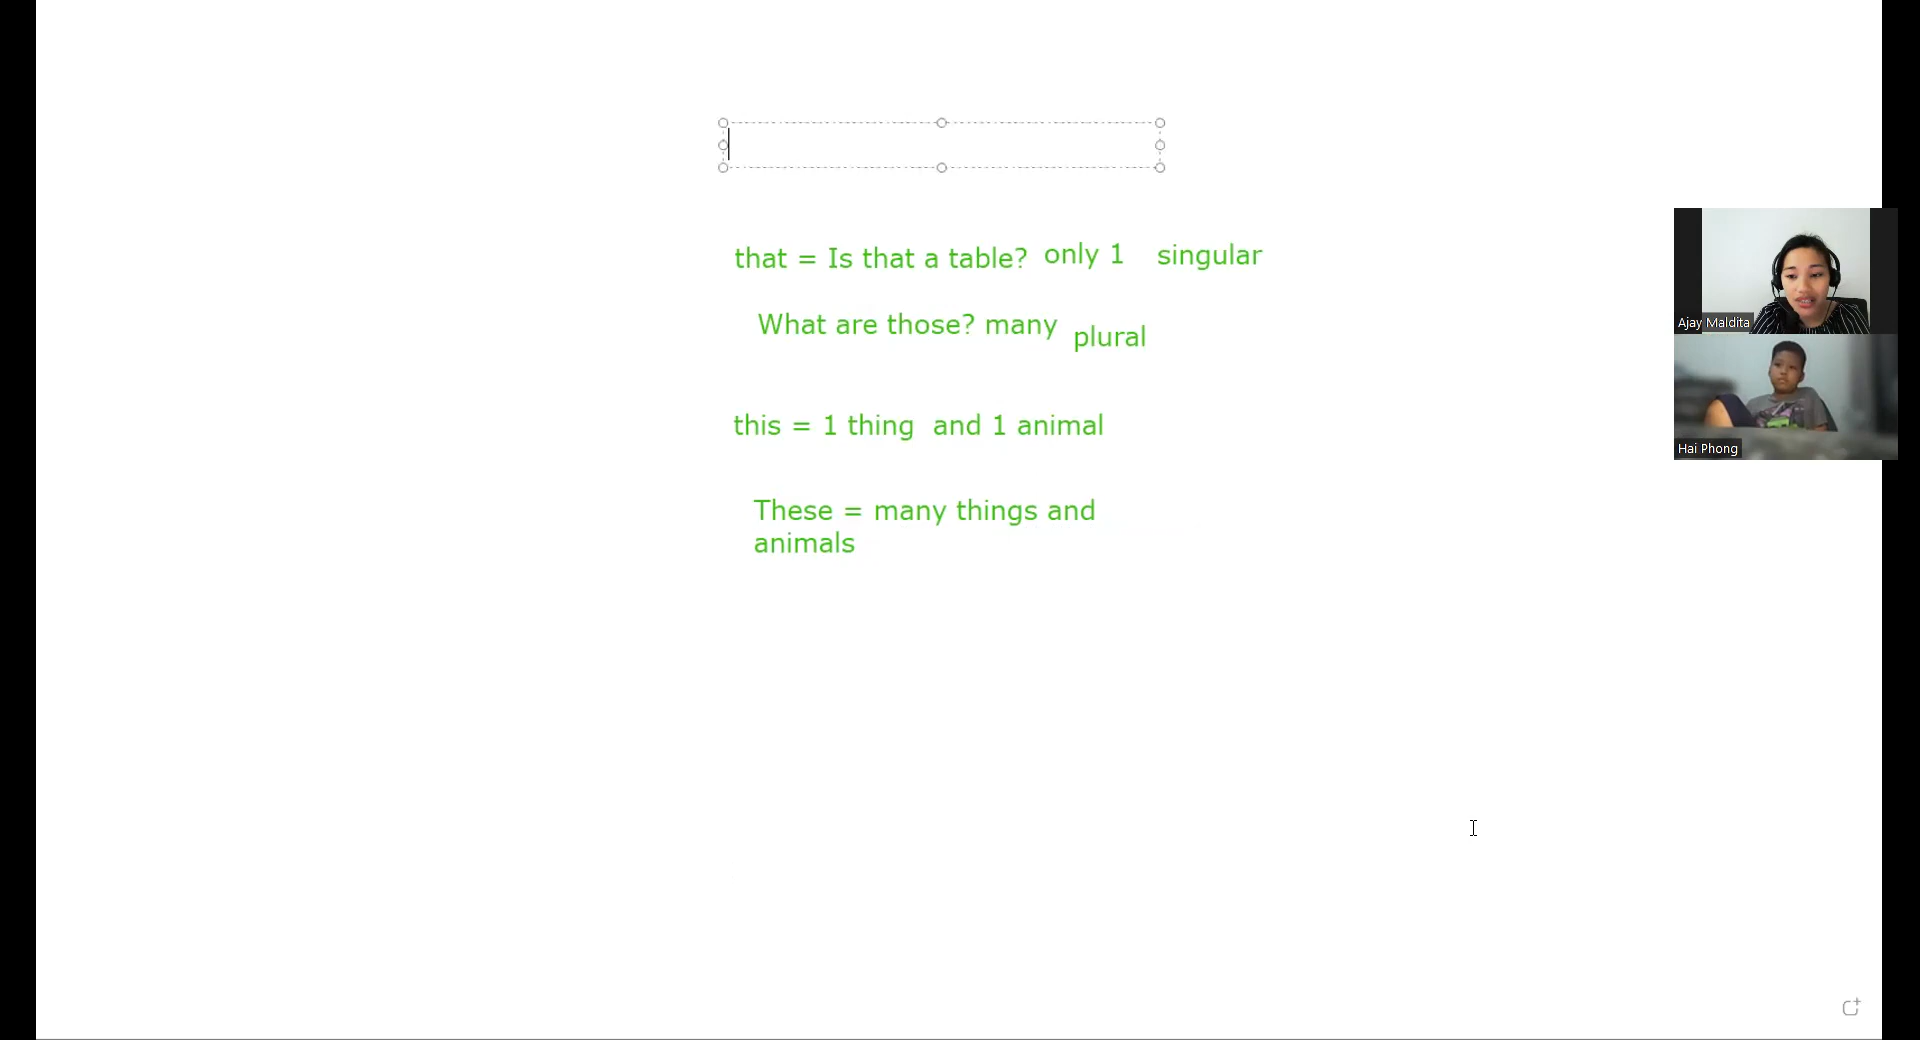 that = Is that a table? only 1 singular
What are those? many plural
this = 1 thing and 1 animal
These = many things and
animals
Ajay Maldita
Hai Phong